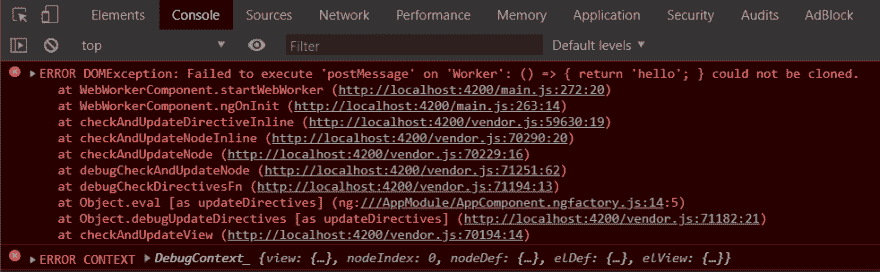 Elements Console Sources Network Performance Memory Application Security Audits AdBlock
top Filter Default levels
ERROR DOMException: Failed to execute 'postMessage' on 'Worker': () => { return 'hello'; } could not be cloned.
at WebWorkerComponent.startWebWorker (http://localhost:4200/main.js:272:20)
at WebWorkerComponent.ngOnInit (http://localhost:4200/main.js:263:14)
at checkAndUpdateDirectiveInline (http://localhost:4200/vendor.js:59630:19)
at checkAndUpdateNodeInline (http://localhost:4200/vendor.js:70290:20)
at checkAndUpdateNode (http://localhost:4200/vendor.js:70229:16)
at debugCheckAndUpdateNode (http://localhost:4200/vendor.js:71251:62)
at debugCheckDirectivesFn (http://localhost:4200/vendor.js:71194:13)
at Object.eval [as updateDirectives] (ng:///AppModule/AppComponent.ngfactory.js:14:5)
at Object.debugUpdateDirectives [as updateDirectives] (http://localhost:4200/vendor.js:71182:21)
at checkAndUpdateView (http://localhost:4200/vendor.js:70194:14)
ERROR CONTEXT DebugContext_ {view: {…}, nodeIndex: 0, nodeDef: {…}, elDef: {…}, elView: {…}}